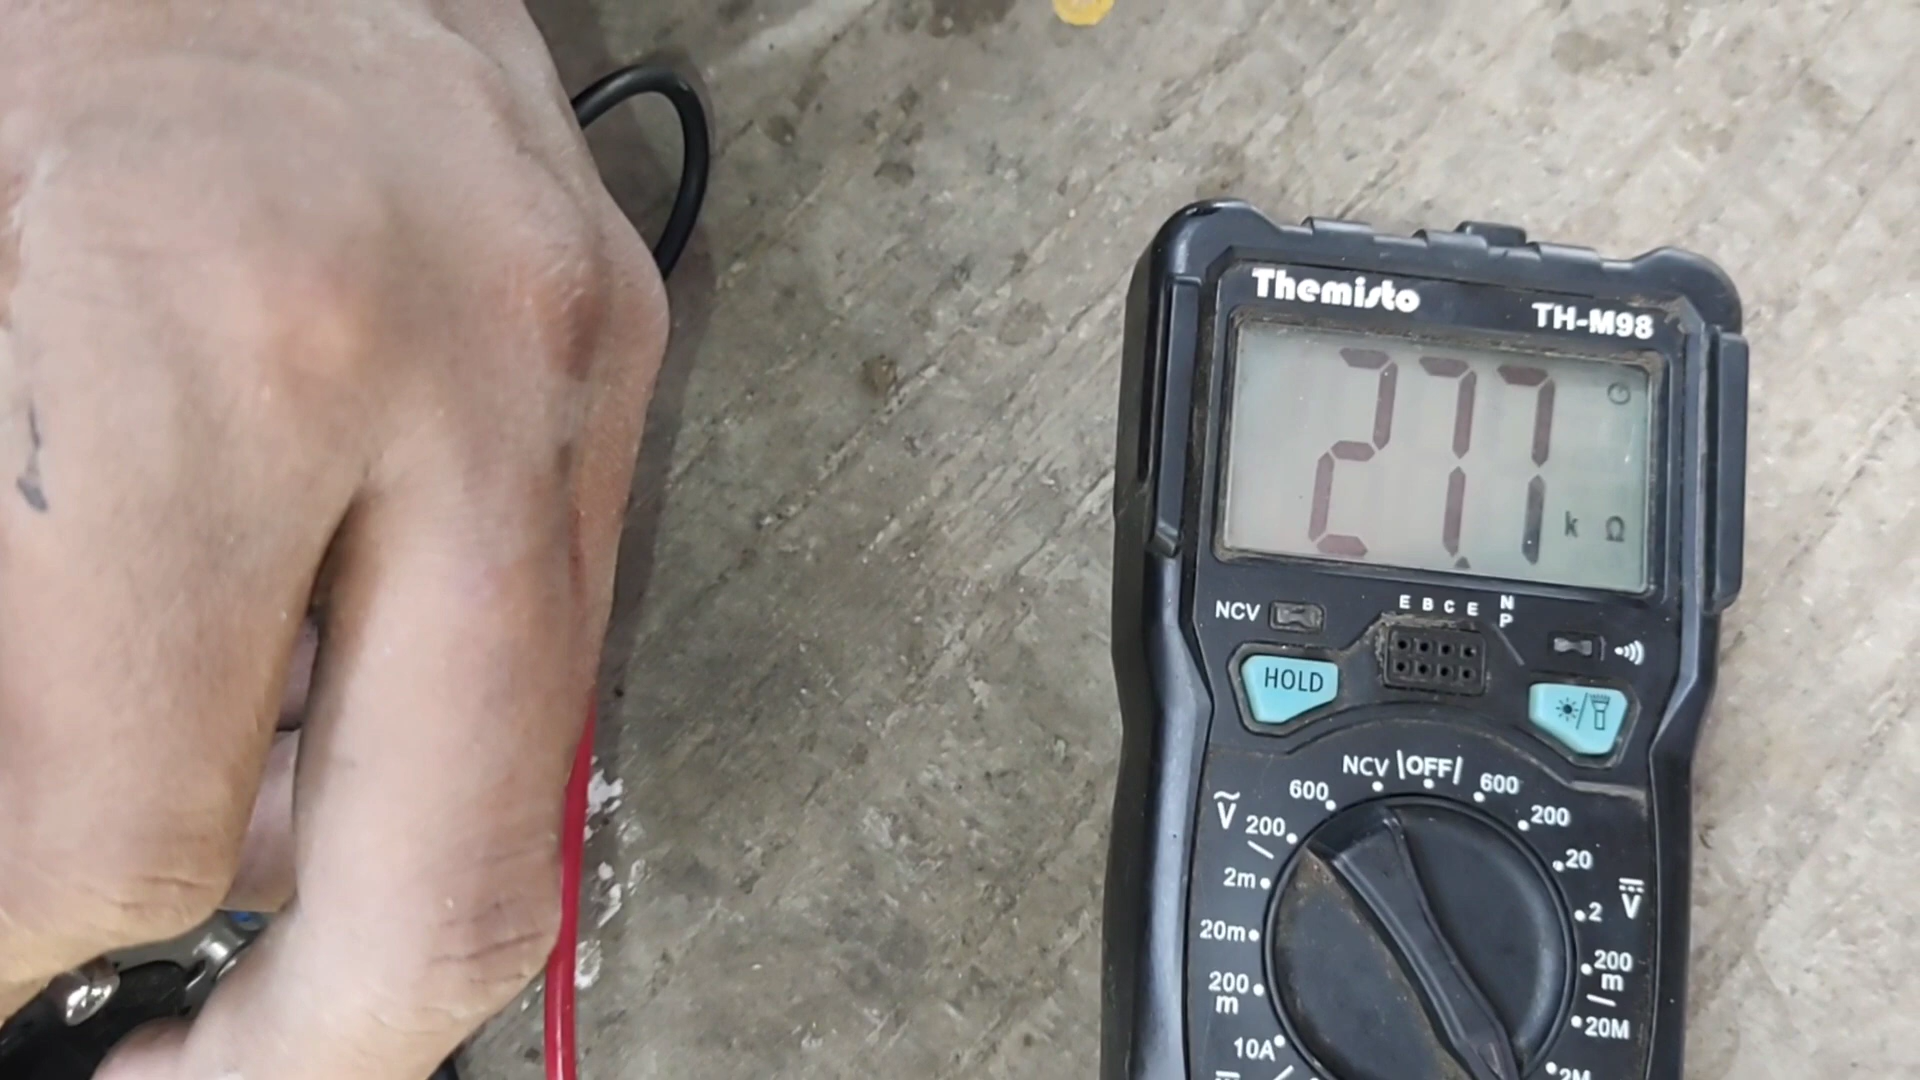 Themisto
TH-M98
27.7
k Ω
E B C E N
P
NCV
HOLD
NCV OFF 600
600 200
V 200 20
2m 2 V
20m 200
m
200
m 20M
10A 2M